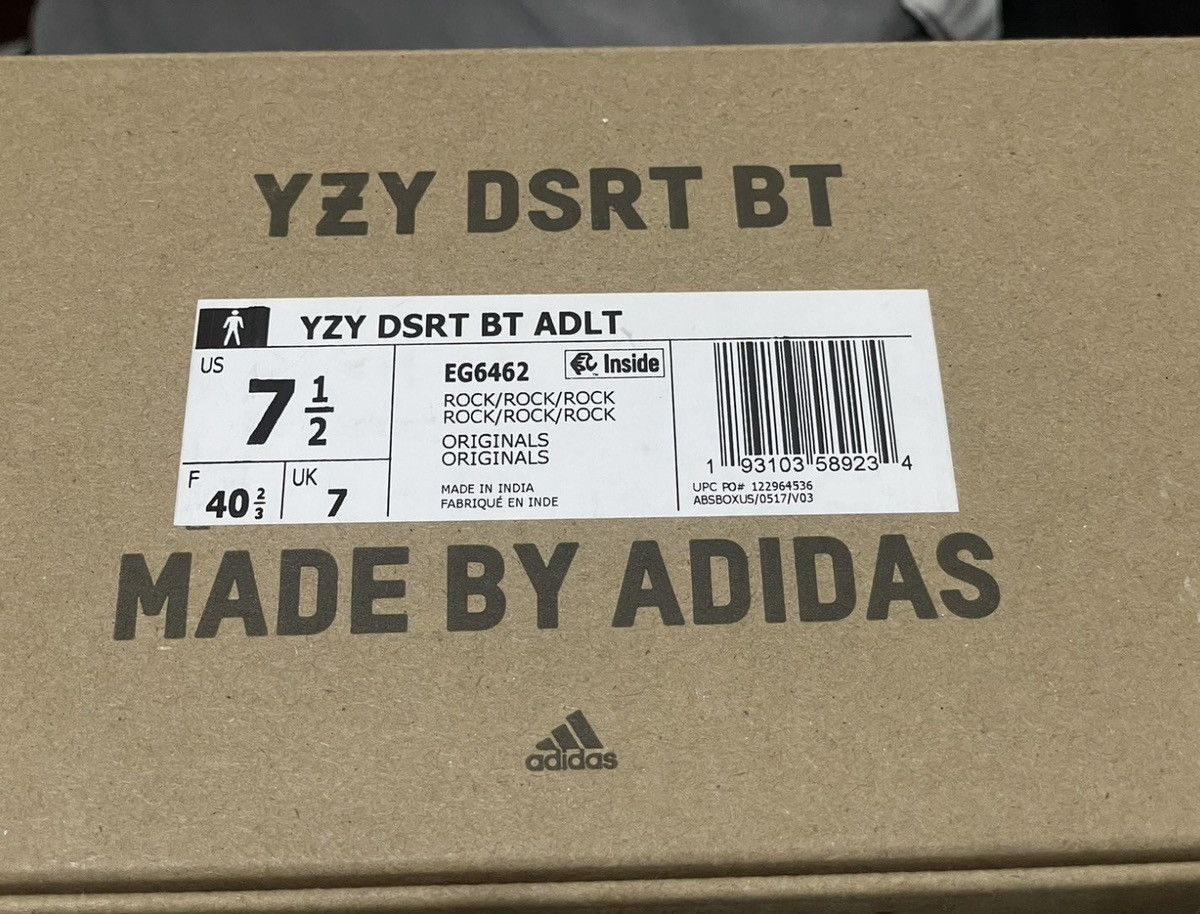 YZY DSRT BT
YZY DSRT BT ADLT
US
7 1/2
F
40 2/3
UK
7
EG6462
Inside
ROCK/ROCK/ROCK
ROCK/ROCK/ROCK
ORIGINALS
ORIGINALS
MADE IN INDIA
FABRIQUÉ EN INDE
1 93103 58923 4
UPC PO# 122964536
ABSBOXUS/0517/V03
MADE BY ADIDAS
adidas